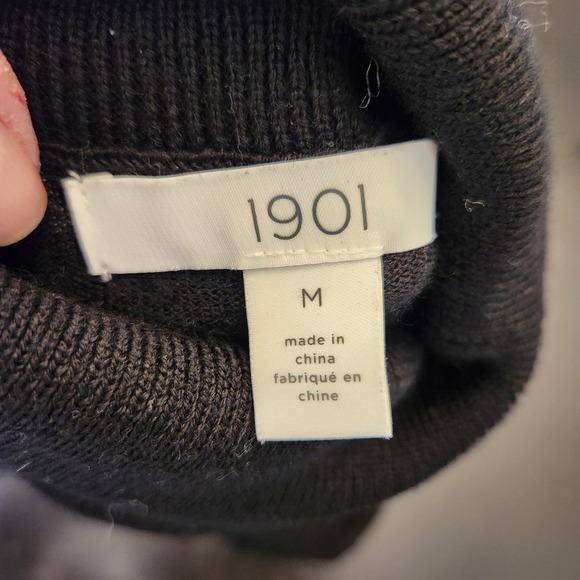 1901
M
made in
china
fabriqué en
chine